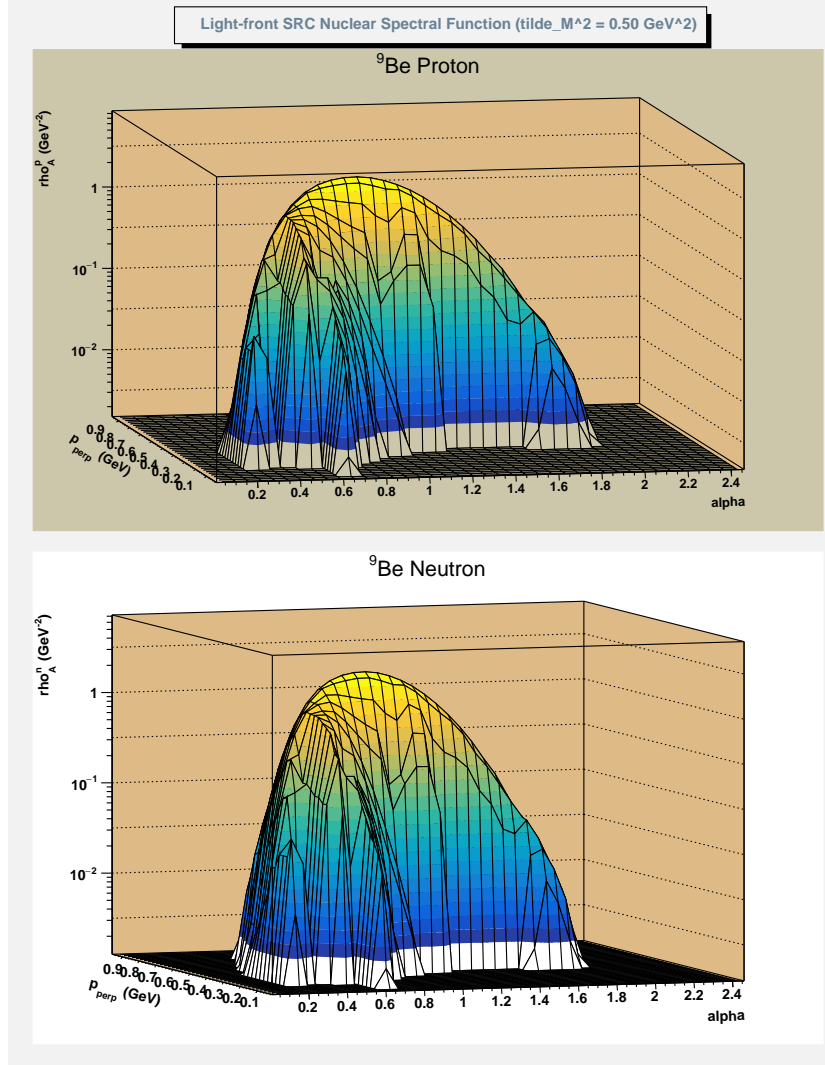 Light-front SRC Nuclear Spectral Function (tilde_M^2 = 0.50 GeV^2)
⁹Be Proton
rho_A^p (GeV⁻²)
1
10⁻¹
10⁻²
0.9 0.8 0.7 0.6 0.5 0.4 0.3 0.2 0.1
p_perp (GeV)
0.2 0.4 0.6 0.8 1 1.2 1.4 1.6 1.8 2 2.2 2.4
alpha
⁹Be Neutron
rho_A^n (GeV⁻²)
1
10⁻¹
10⁻²
0.9 0.8 0.7 0.6 0.5 0.4 0.3 0.2 0.1
p_perp (GeV)
0.2 0.4 0.6 0.8 1 1.2 1.4 1.6 1.8 2 2.2 2.4
alpha